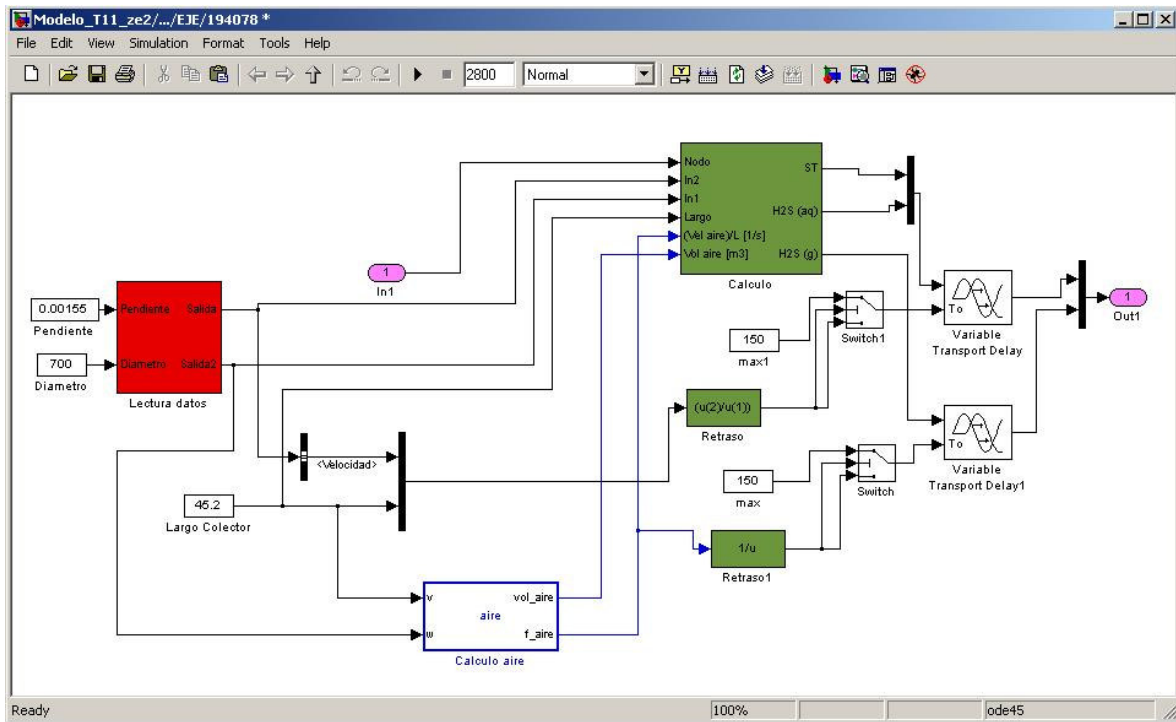 Modelo_T11_ze2/.../EJE/194078 *
File Edit View Simulation Format Tools Help
2800 Normal
Nodo
In2
In1
Largo
(Vel aire)/L [1/s]
Vol aire [m3]
ST
H2S (aq)
H2S (g)
Calculo
1
In1
0.00155
Pendiente
700
Diametro
Pendiente
Salida
Diametro
Salida2
Lectura datos
150
max1
Switch1
To
Variable
Transport Delay
1
Out1
(u(2)/u(1))
Retraso
<Velocidad>
45.2
Largo Colector
150
max
Switch
To
Variable
Transport Delay1
1/u
Retraso1
v
w
aire
vol_aire
f_aire
Calculo aire
Ready
100%
ode45